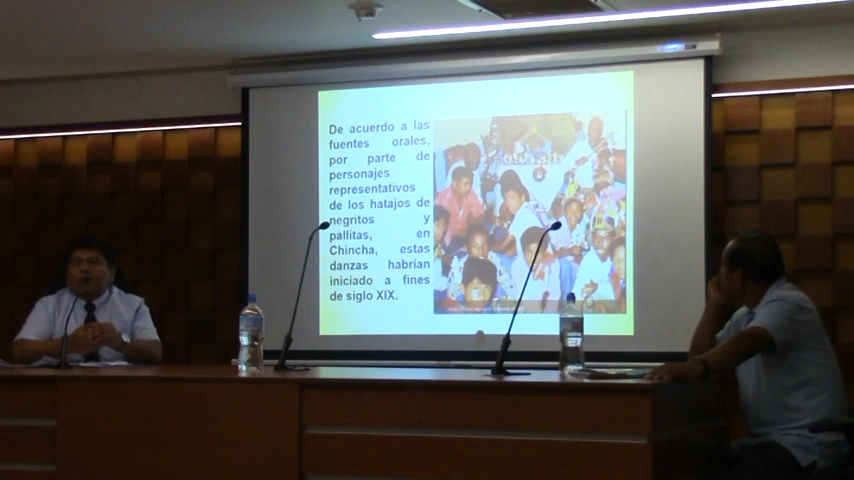 De acuerdo a las
fuentes orales,
por parte de
personajes
representativos
de los hatajos de
negritos y
pallitas, en
Chincha, estas
danzas habrían
iniciado a fines
de siglo XIX.